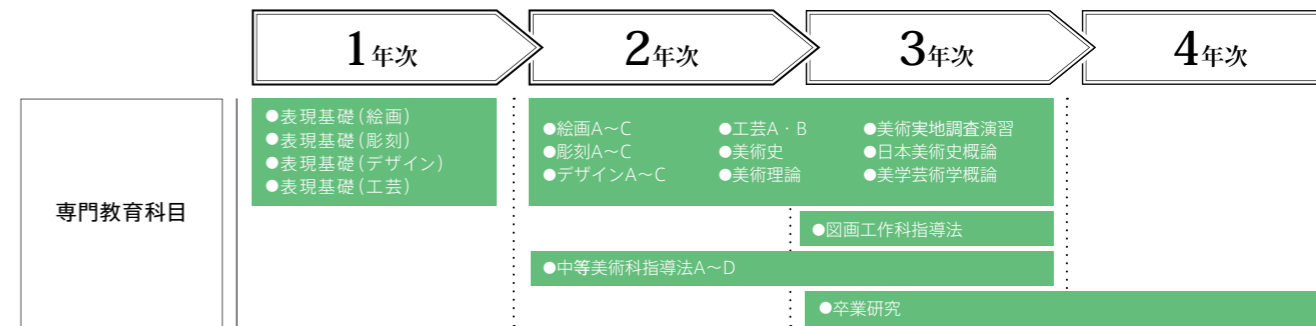 1年次
2年次
3年次
4年次
専門教育科目
●表現基礎（絵画）
●表現基礎（彫刻）
●表現基礎（デザイン）
●表現基礎（工芸）
●絵画A～C
●彫刻A～C
●デザインA～C
●工芸A・B
●美術史
●美術理論
●美術実地調査演習
●日本美術史概論
●美学芸術学概論
●図画工作科指導法
●中等美術科指導法A～D
●卒業研究